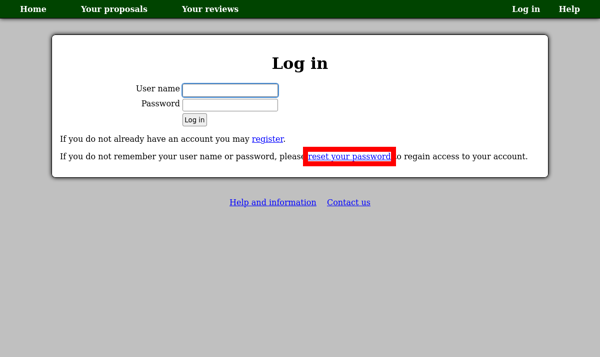 Home Your proposals Your reviews Log in Help
Log in
User name
Password
Log in
If you do not already have an account you may register.
If you do not remember your user name or password, please reset your password to regain access to your account.
Help and information Contact us